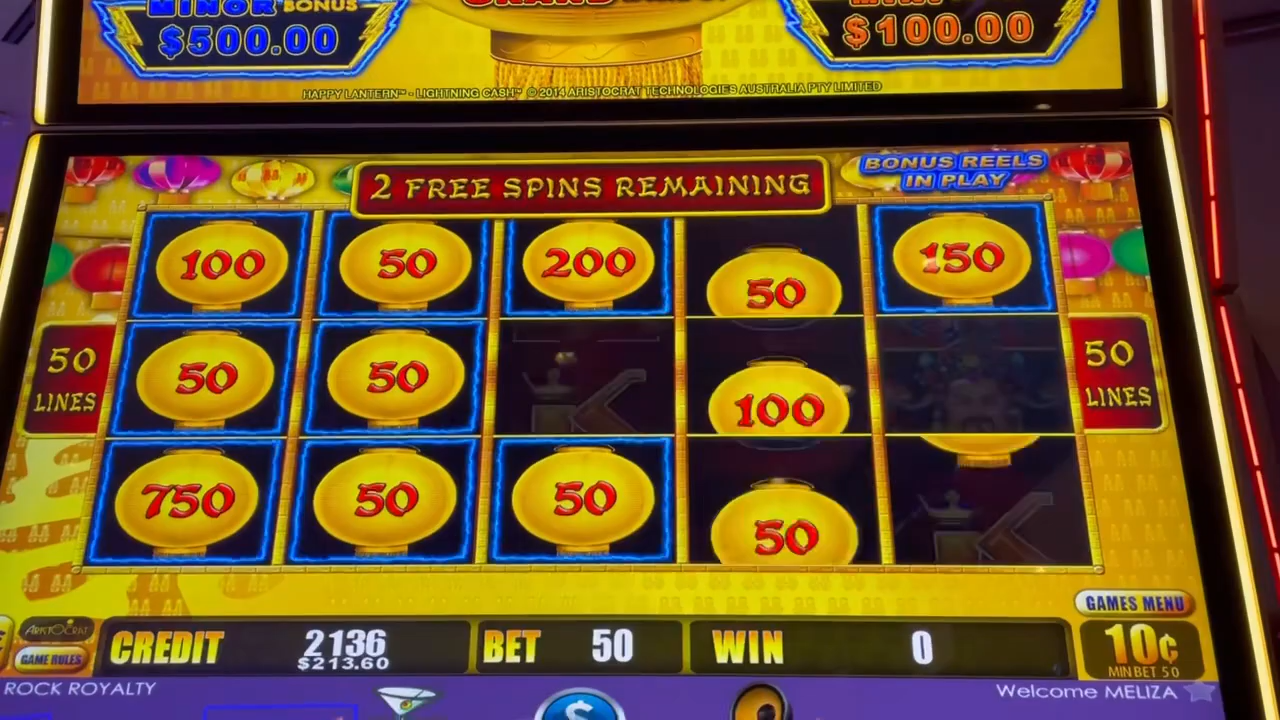 MINOR BONUS
$500.00
GRAND
MINI
$100.00
HAPPY LANTERN™ - LIGHTNING CASH™ © 2014 ARISTOCRAT TECHNOLOGIES AUSTRALIA PTY LIMITED
2 FREE SPINS REMAINING
BONUS REELS
IN PLAY
100
50
200
50
150
50
LINES
50
50
100
50
LINES
750
50
50
50
GAMES MENU
ARISTOCRAT
GAME RULES
CREDIT
2136
$213.60
BET 50
WIN 0
10¢
MIN BET 50
ROCK ROYALTY
Welcome MELIZA